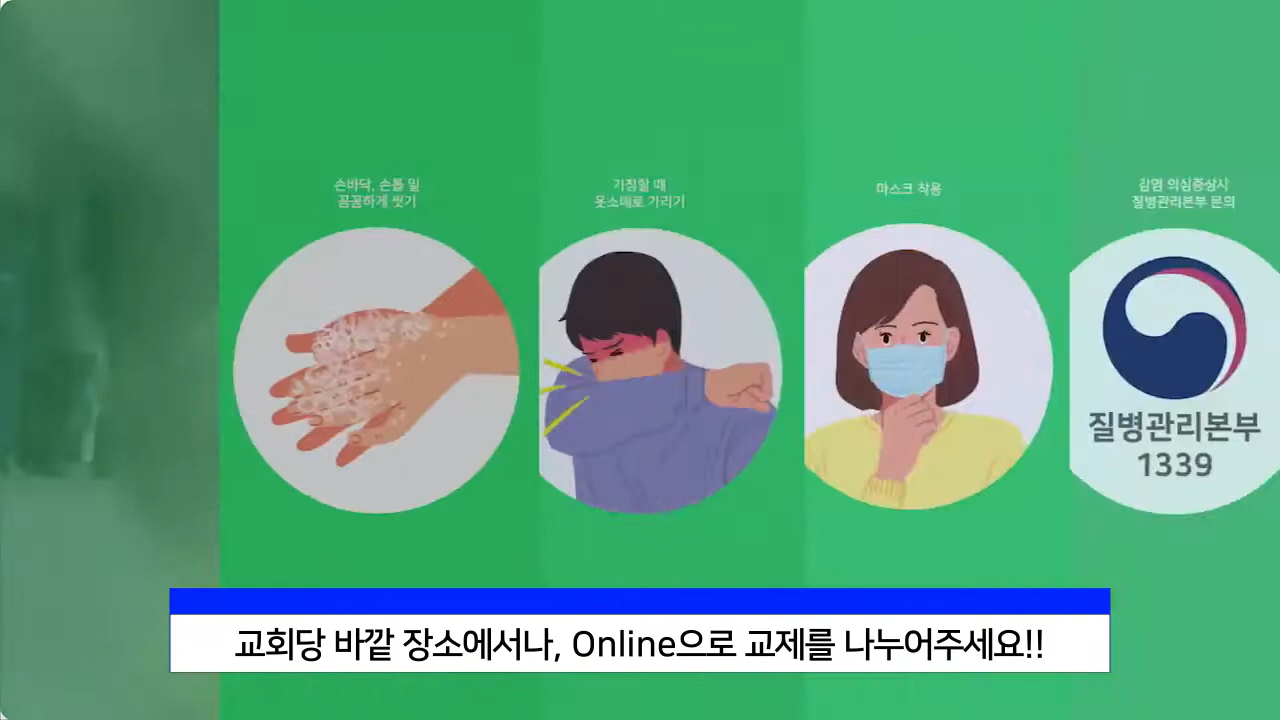 손바닥, 손톱 밑
꼼꼼하게 씻기
기침할 때
옷소매로 가리기
마스크 착용
감염 의심증상시
질병관리본부 문의
질병관리본부
1339
교회당 바깥 장소에서나, Online으로 교제를 나누어주세요!!